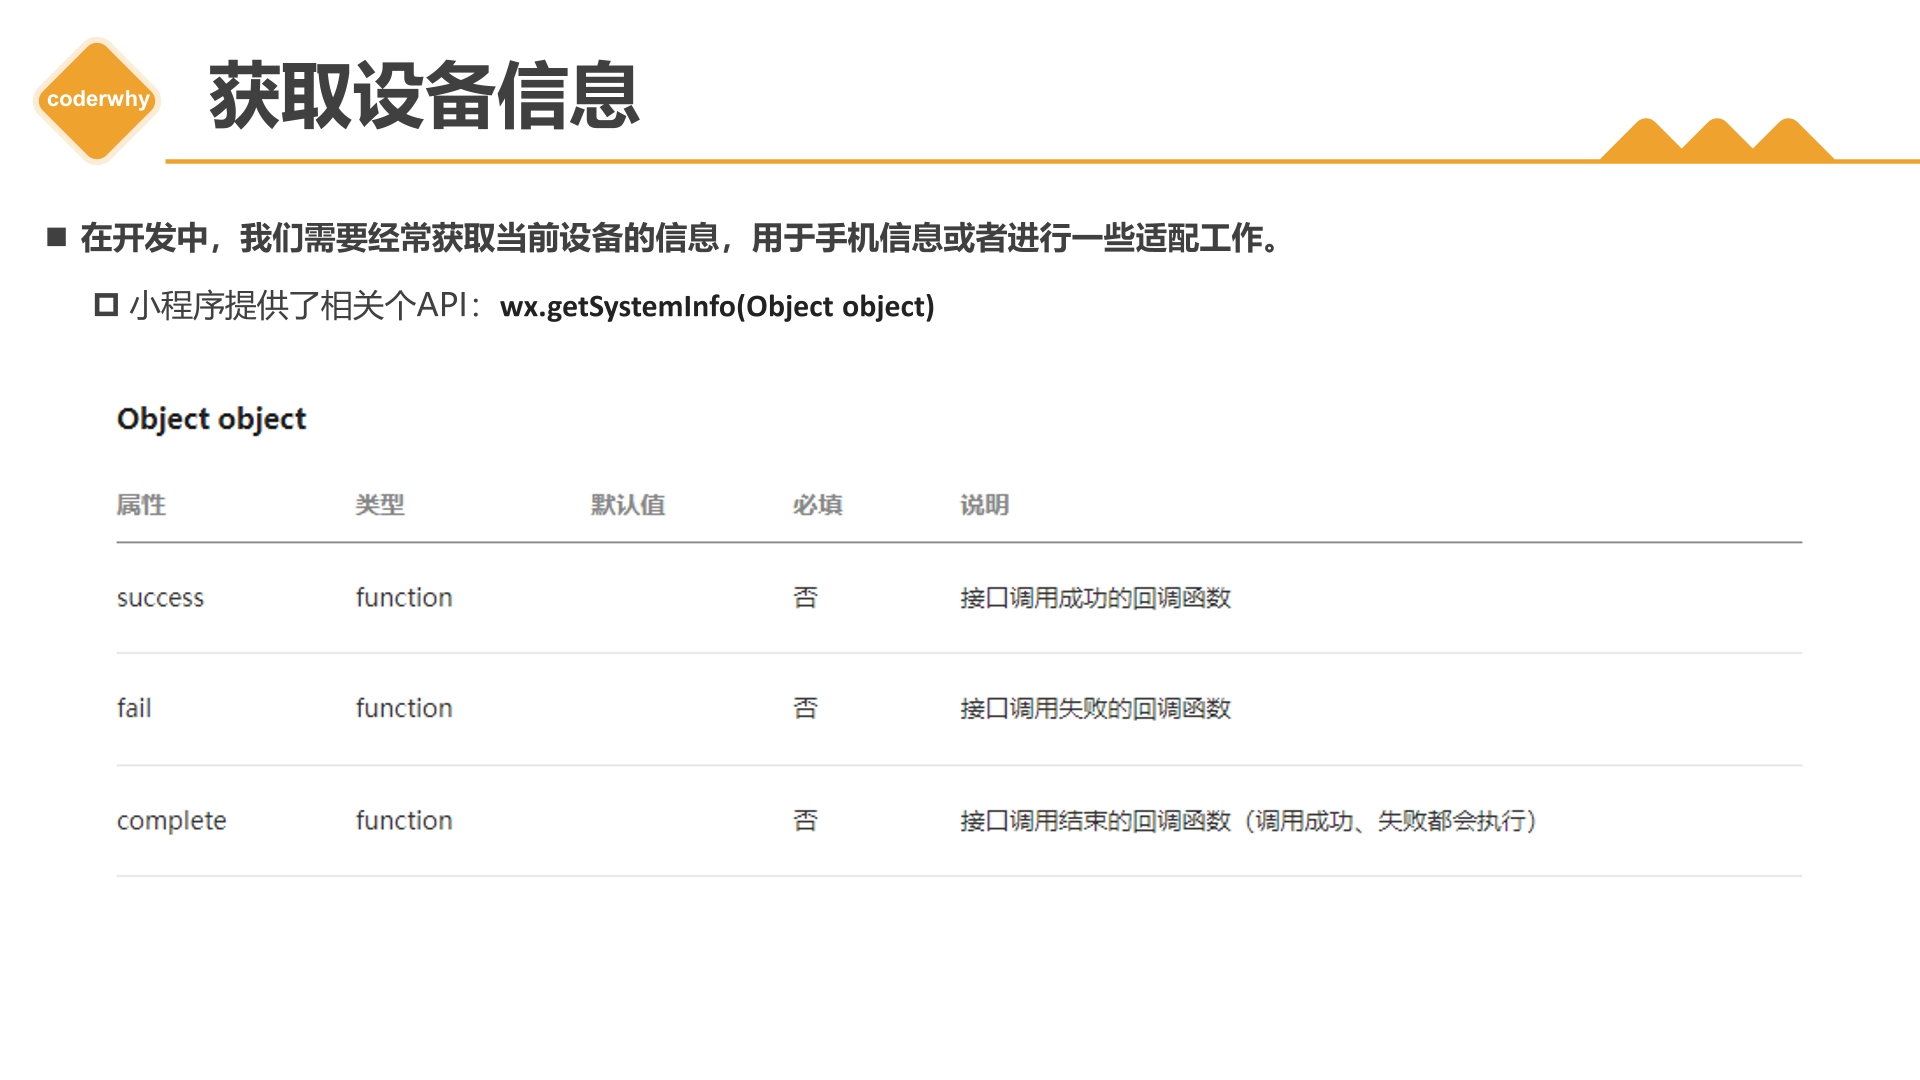 coderwhy
获取设备信息
在开发中，我们需要经常获取当前设备的信息，用于手机信息或者进行一些适配工作。
小程序提供了相关个API：wx.getSystemInfo(Object object)
Object object
属性 类型 默认值 必填 说明
success function 否 接口调用成功的回调函数
fail function 否 接口调用失败的回调函数
complete function 否 接口调用结束的回调函数（调用成功、失败都会执行）